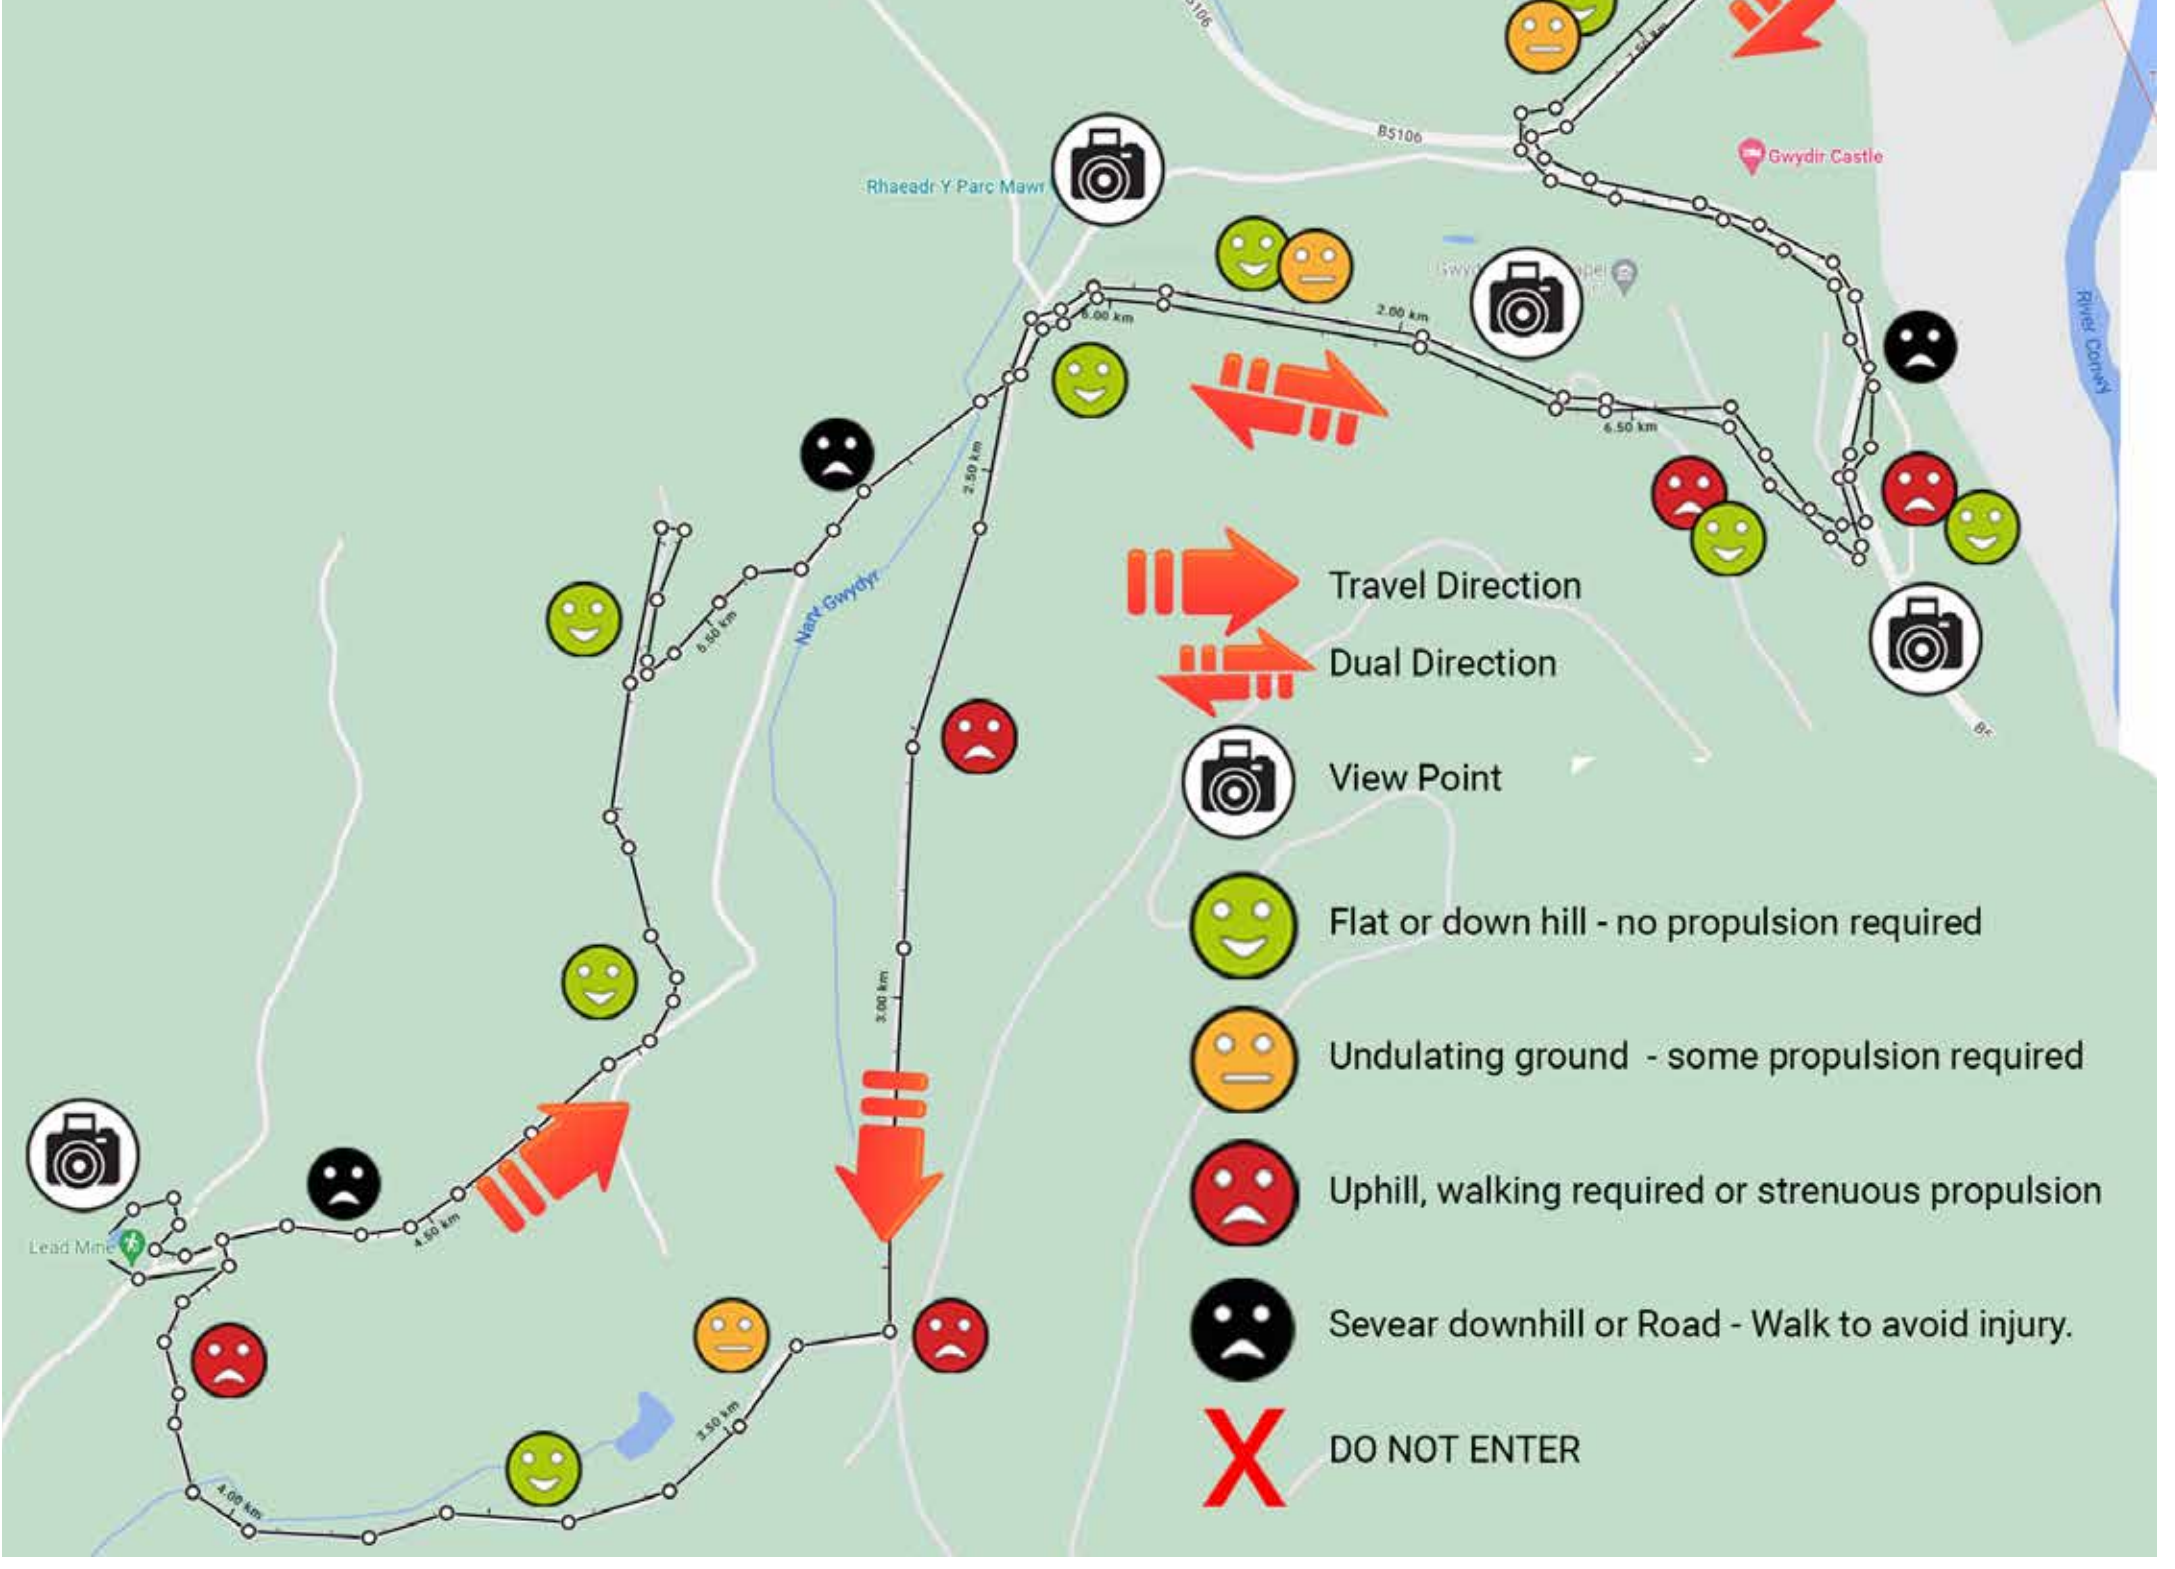 B5106
Gwydir Castle
Rhaeadr Y Parc Mawr
River Conwy
2.00 km
6.00 km
6.50 km
2.50 km
Travel Direction
Nant Gwydyr
5.50 km
Dual Direction
View Point
Flat or down hill - no propulsion required
3.00 km
Undulating ground - some propulsion required
Uphill, walking required or strenuous propulsion
4.50 km
Lead Mine
Sevear downhill or Road - Walk to avoid injury.
3.50 km
DO NOT ENTER
4.00 km